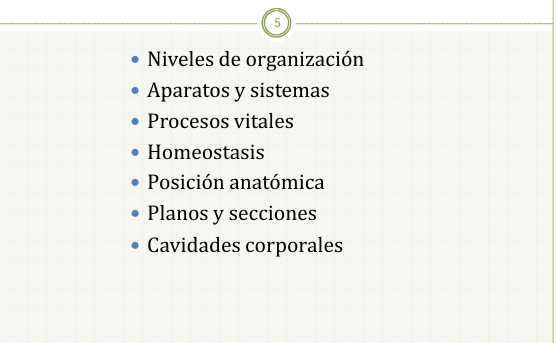 5
• Niveles de organización
• Aparatos y sistemas
• Procesos vitales
• Homeostasis
• Posición anatómica
• Planos y secciones
• Cavidades corporales